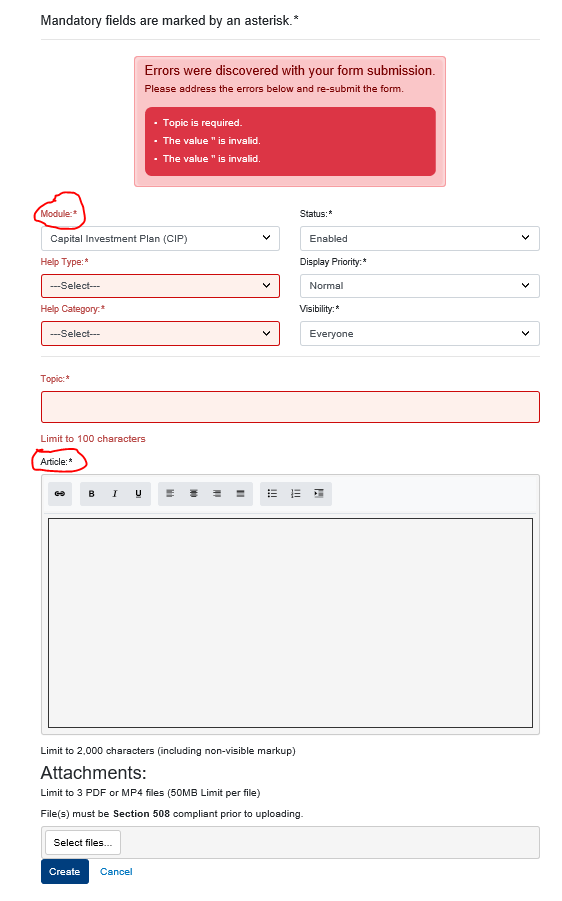 Mandatory fields are marked by an asterisk.*
Errors were discovered with your form submission.
Please address the errors below and re-submit the form.
• Topic is required.
• The value '' is invalid.
• The value '' is invalid.
Module:* Status:*
Capital Investment Plan (CIP) Enabled
Help Type:* Display Priority:*
---Select--- Normal
Help Category:* Visibility:*
---Select--- Everyone
Topic:*
Limit to 100 characters
Article:*
B I U
Limit to 2,000 characters (including non-visible markup)
Attachments:
Limit to 3 PDF or MP4 files (50MB Limit per file)
File(s) must be Section 508 compliant prior to uploading.
Select files...
Create Cancel